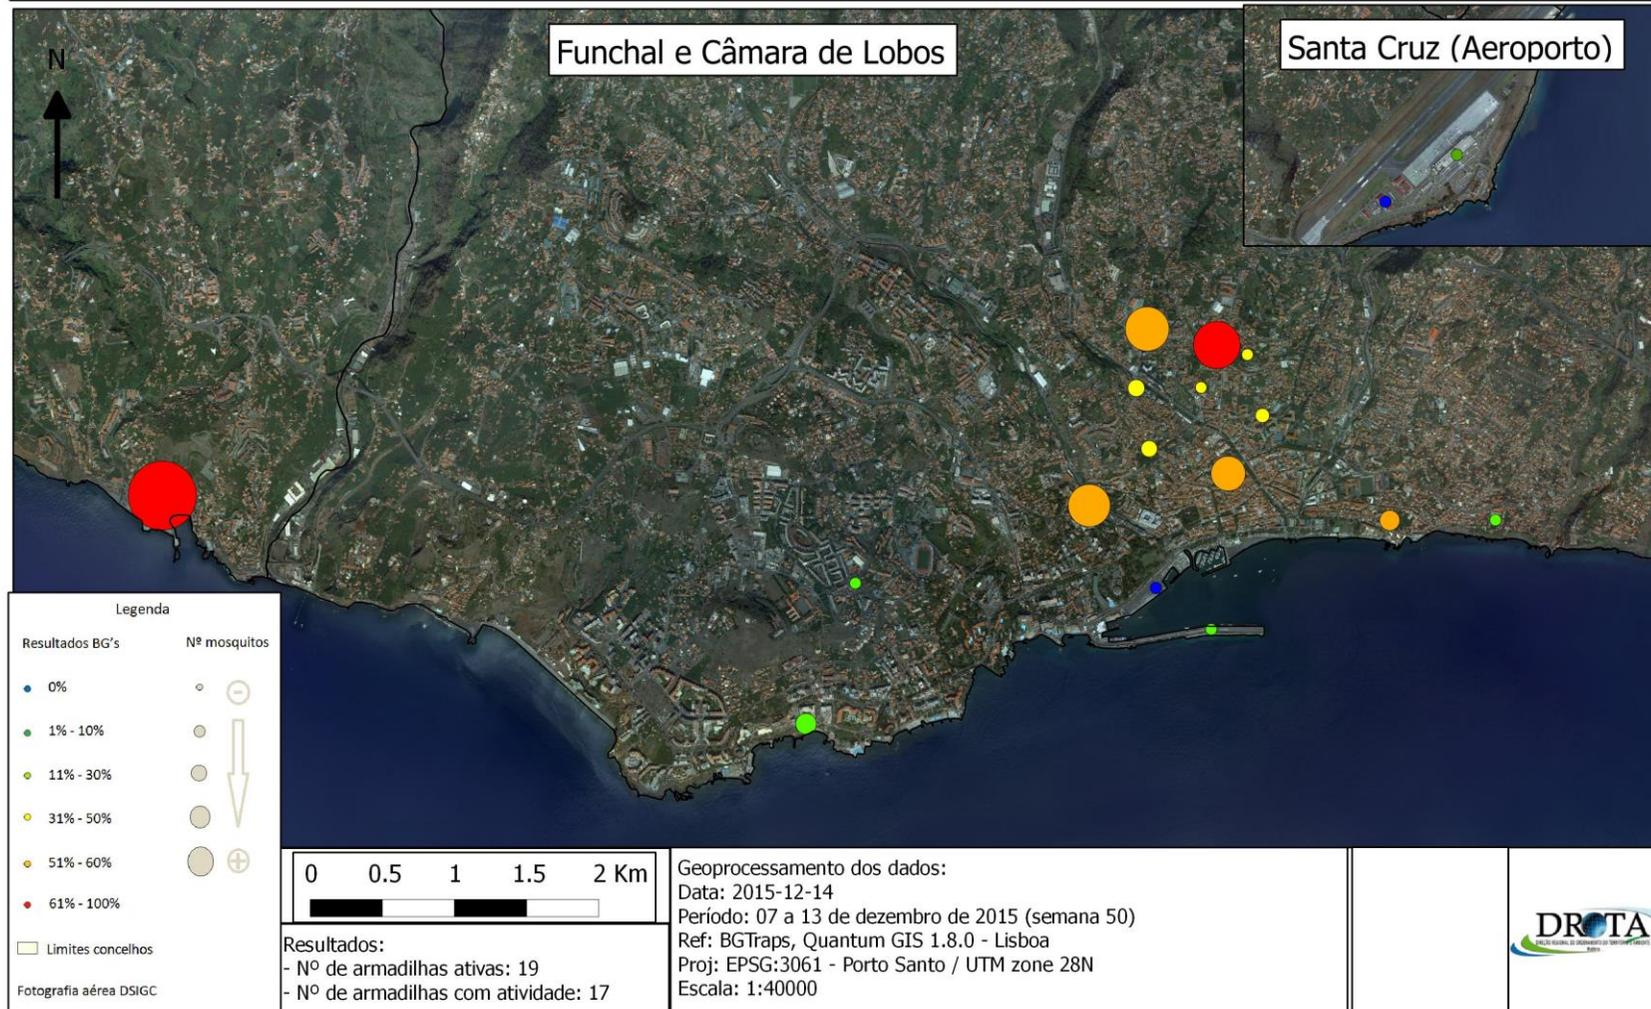 Funchal e Câmara de Lobos
Santa Cruz (Aeroporto)
N
Legenda
Resultados BG's
Nº mosquitos
0%
1% - 10%
11% - 30%
31% - 50%
51% - 60%
61% - 100%
Limites concelhos
Fotografia aérea DSIGC
0 0.5 1 1.5 2 Km
Resultados:
- Nº de armadilhas ativas: 19
- Nº de armadilhas com atividade: 17
Geoprocessamento dos dados:
Data: 2015-12-14
Período: 07 a 13 de dezembro de 2015 (semana 50)
Ref: BGTraps, Quantum GIS 1.8.0 - Lisboa
Proj: EPSG:3061 - Porto Santo / UTM zone 28N
Escala: 1:40000
DROTA